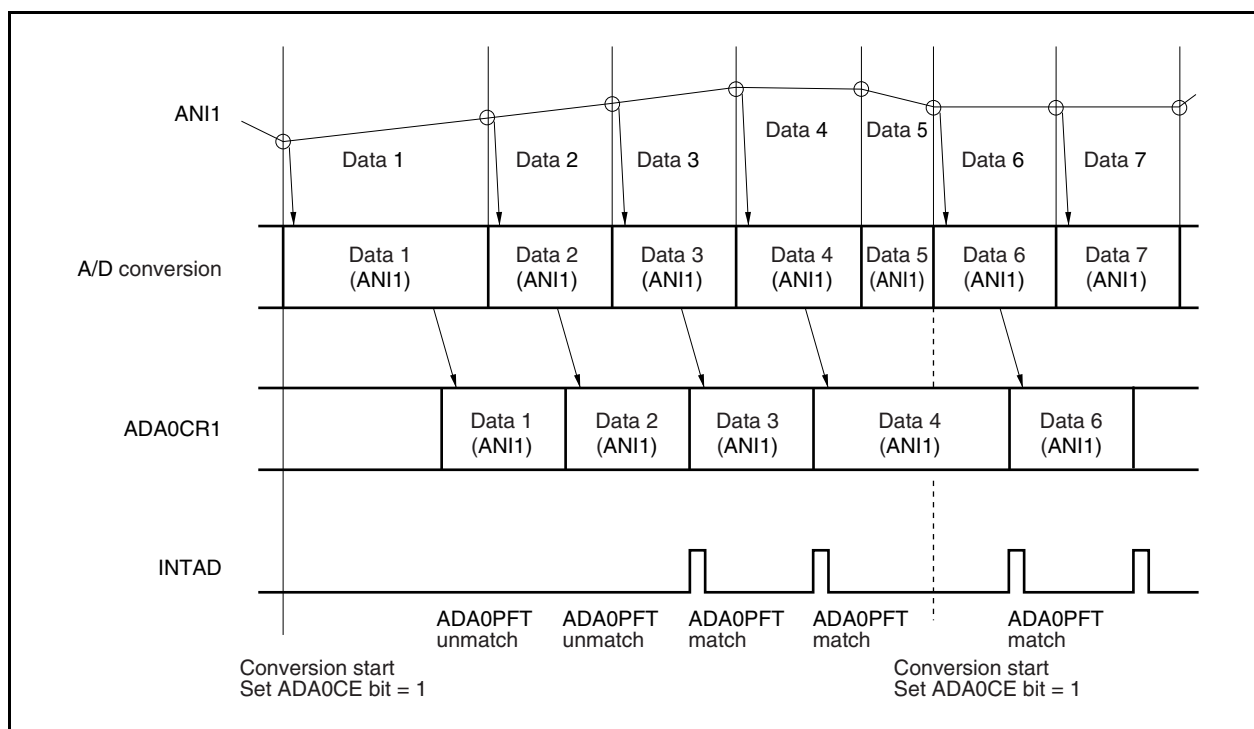 ANI1
Data 1
Data 2
Data 3
Data 4
Data 5
Data 6
Data 7
A/D conversion
Data 1
(ANI1)
Data 2
(ANI1)
Data 3
(ANI1)
Data 4
(ANI1)
Data 5
(ANI1)
Data 6
(ANI1)
Data 7
(ANI1)
ADA0CR1
Data 1
(ANI1)
Data 2
(ANI1)
Data 3
(ANI1)
Data 4
(ANI1)
Data 6
(ANI1)
INTAD
ADA0PFT
unmatch
ADA0PFT
unmatch
ADA0PFT
match
ADA0PFT
match
ADA0PFT
match
Conversion start
Set ADA0CE bit = 1
Conversion start
Set ADA0CE bit = 1